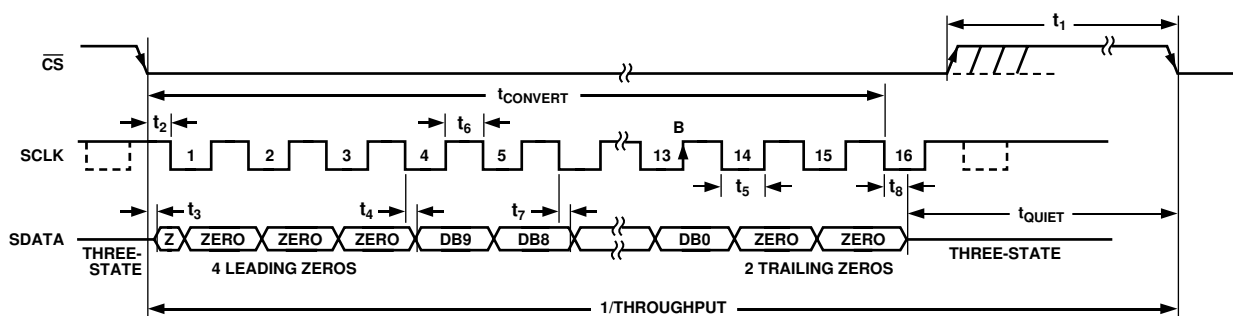 t1
CS
tCONVERT
t2
t6
B
SCLK
1 2 3 4 5 13 14 15 16
t5
t8
t3
t4
t7
tQUIET
SDATA
Z ZERO ZERO ZERO DB9 DB8 DB0 ZERO ZERO
THREE-
STATE
4 LEADING ZEROS
2 TRAILING ZEROS
THREE-STATE
1/THROUGHPUT